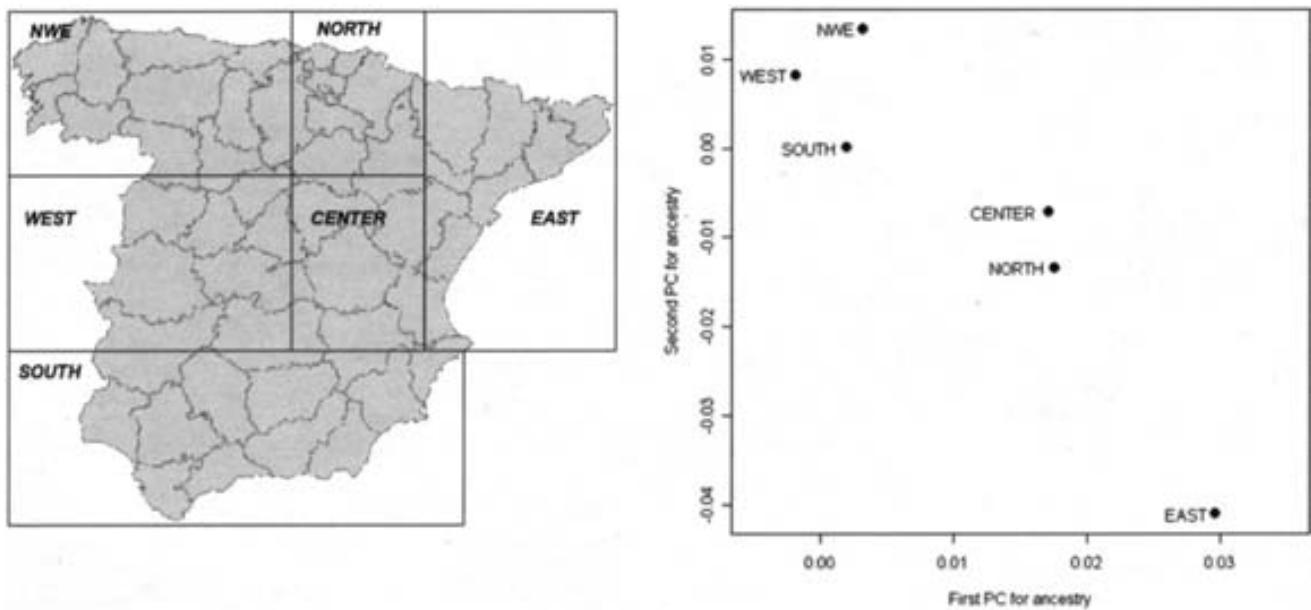 NWE
NORTH
WEST
CENTER
EAST
SOUTH
NWE
WEST
SOUTH
CENTER
NORTH
EAST
Second PC for ancestry
0.01
0.00
-0.01
-0.02
-0.03
-0.04
0.00
0.01
0.02
0.03
First PC for ancestry